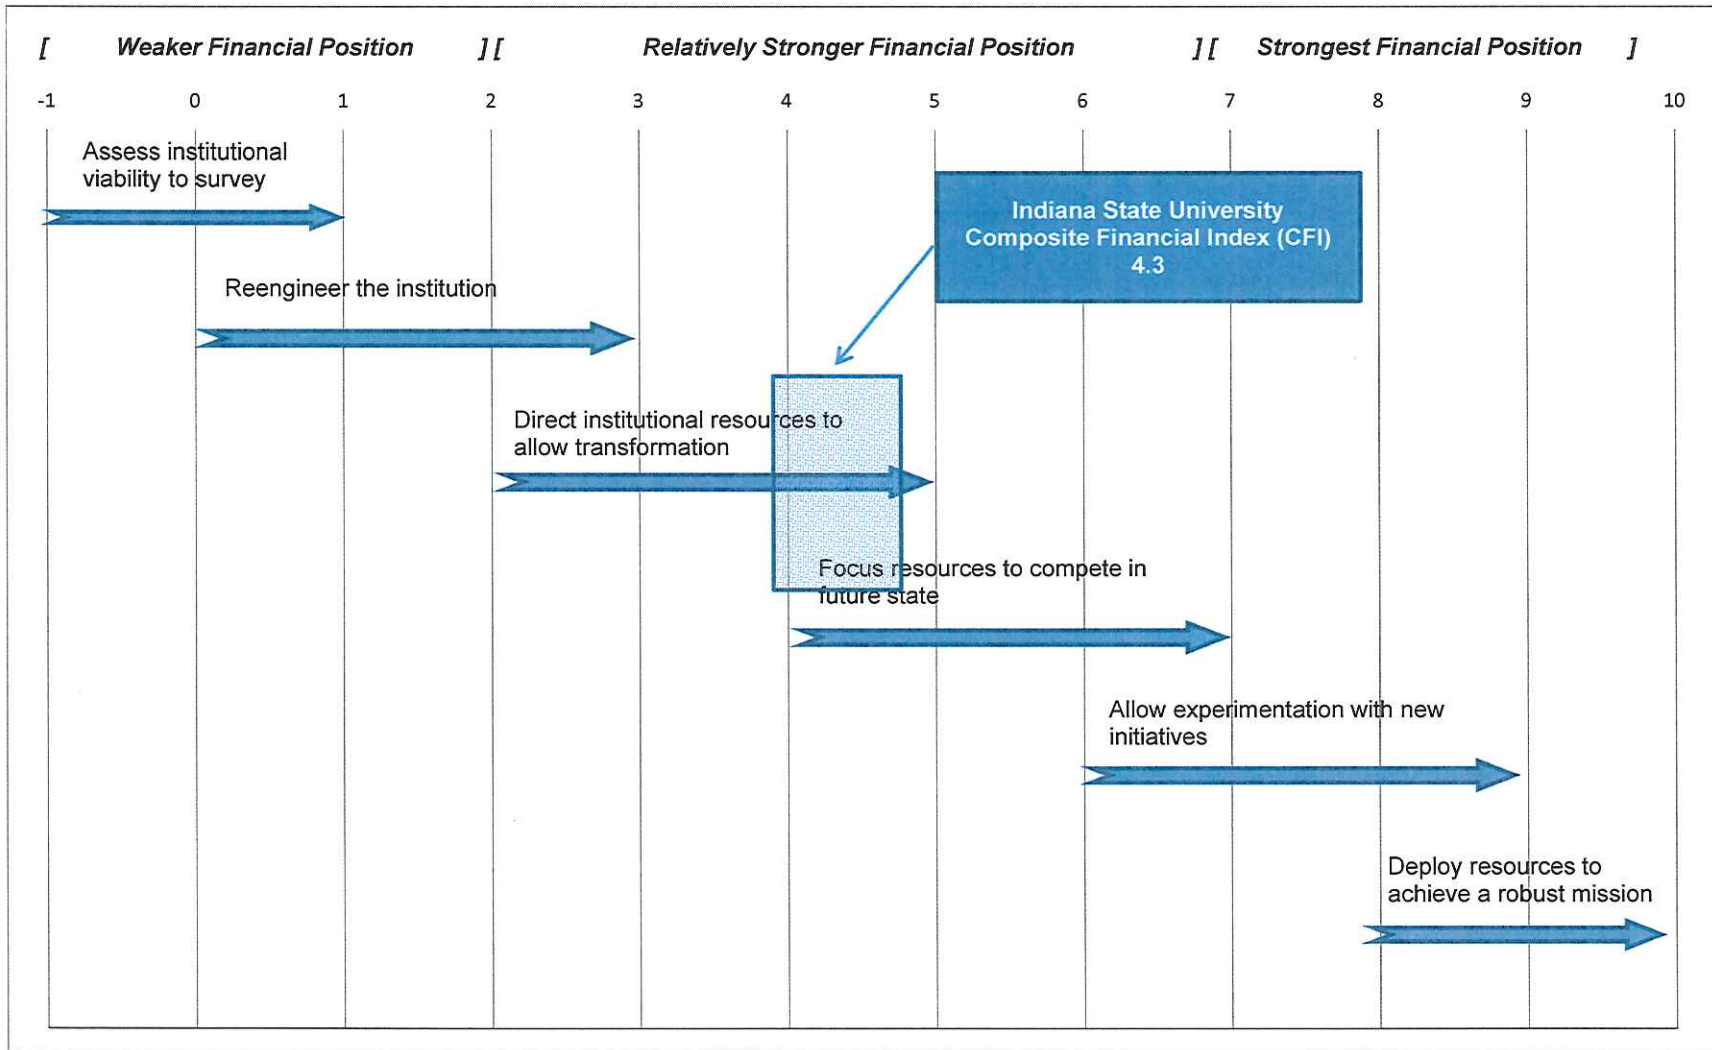 [ Weaker Financial Position ] [ Relatively Stronger Financial Position ] [ Strongest Financial Position ]
-1 0 1 2 3 4 5 6 7 8 9 10
Assess institutional
viability to survey
Indiana State University
Composite Financial Index (CFI)
4.3
Reengineer the institution
Direct institutional resources to
allow transformation
Focus resources to compete in
future state
Allow experimentation with new
initiatives
Deploy resources to
achieve a robust mission